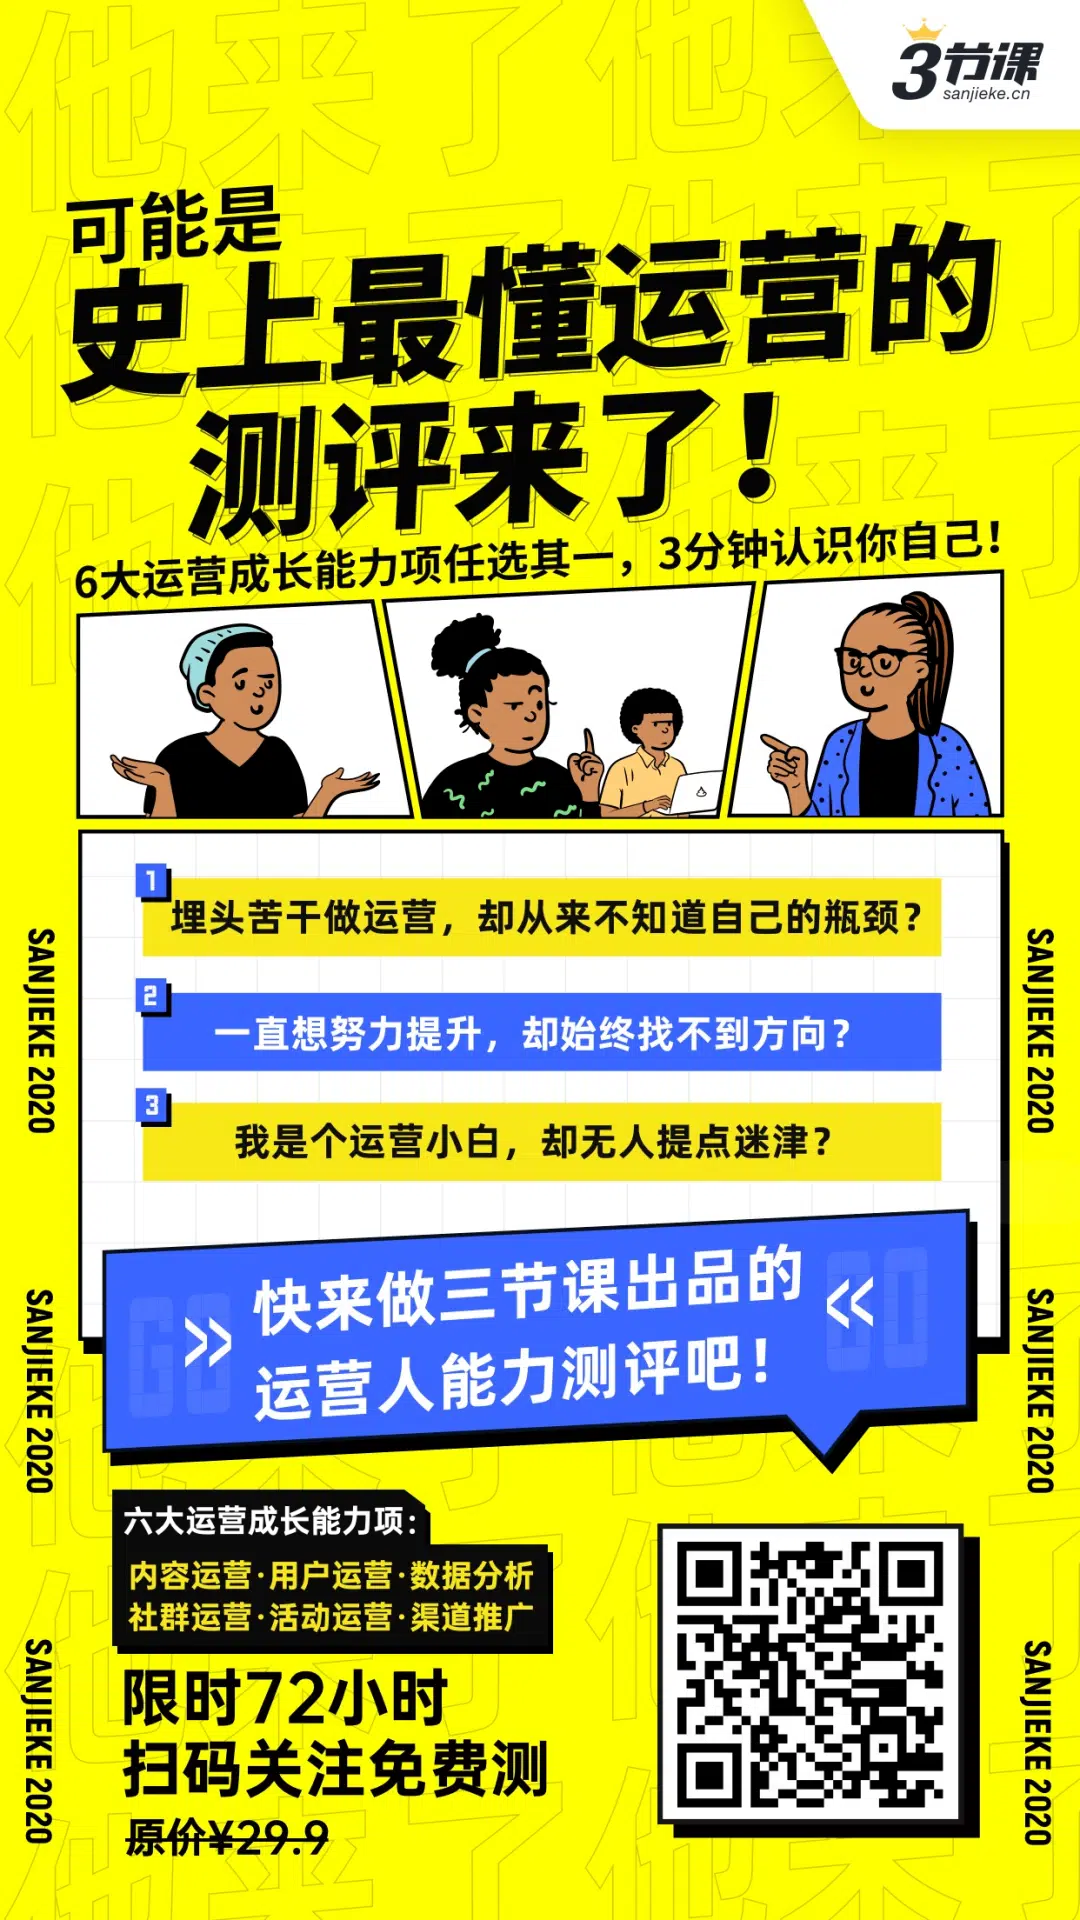 3节课
sanjieke.cn
他来了他来了
可能是
史上最懂运营的
测评来了！
6大运营成长能力项任选其一，3分钟认识你自己！
1
埋头苦干做运营，却从来不知道自己的瓶颈？
2
一直想努力提升，却始终找不到方向？
3
我是个运营小白，却无人提点迷津？
SANJIEKE 2020
SANJIEKE 2020
SANJIEKE 2020
SANJIEKE 2020
SANJIEKE 2020
SANJIEKE 2020
GO
GO
快来做三节课出品的
运营人能力测评吧！
六大运营成长能力项：
内容运营·用户运营·数据分析
社群运营·活动运营·渠道推广
限时72小时
扫码关注免费测
原价¥29.9